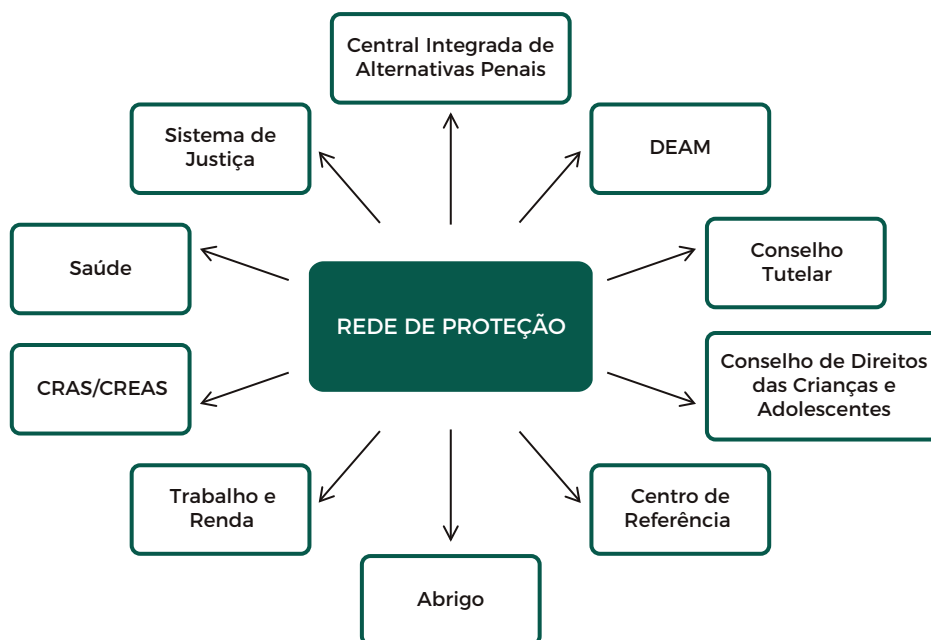 Central Integrada de
Alternativas Penais
Sistema de
Justiça
DEAM
Saúde
Conselho
Tutelar
REDE DE PROTEÇÃO
CRAS/CREAS
Conselho de Direitos
das Crianças e
Adolescentes
Trabalho e
Renda
Centro de
Referência
Abrigo